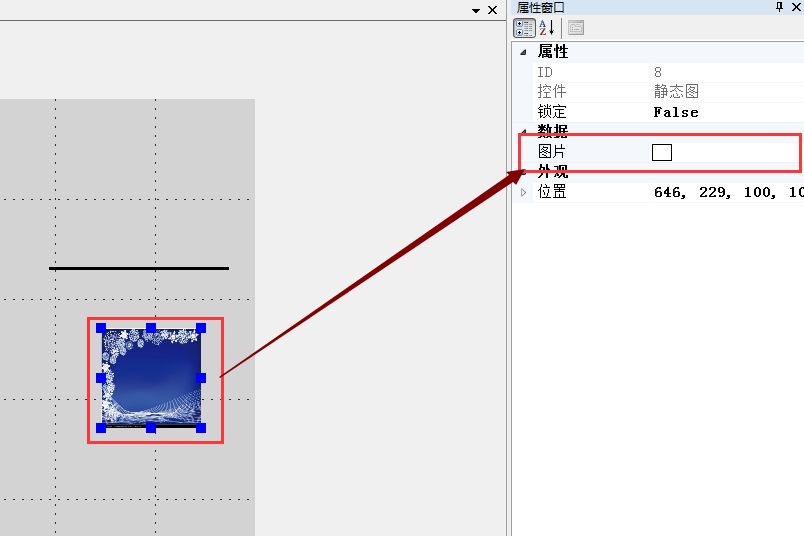 属性窗口
属性
ID 8
控件 静态图
锁定 False
数据
图片
外观
位置 646, 229, 100, 10